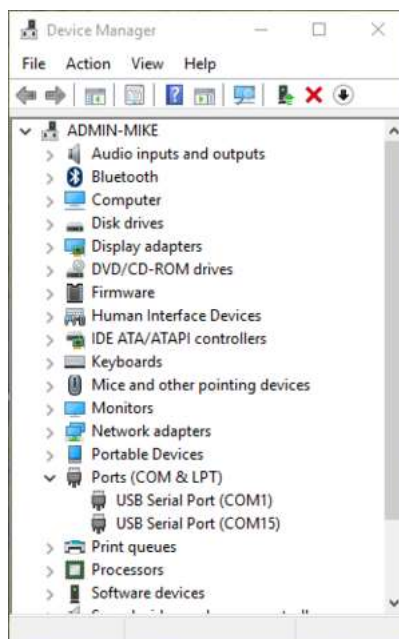 Device Manager
File Action View Help
ADMIN-MIKE
Audio inputs and outputs
Bluetooth
Computer
Disk drives
Display adapters
DVD/CD-ROM drives
Firmware
Human Interface Devices
IDE ATA/ATAPI controllers
Keyboards
Mice and other pointing devices
Monitors
Network adapters
Portable Devices
Ports (COM & LPT)
USB Serial Port (COM1)
USB Serial Port (COM15)
Print queues
Processors
Software devices